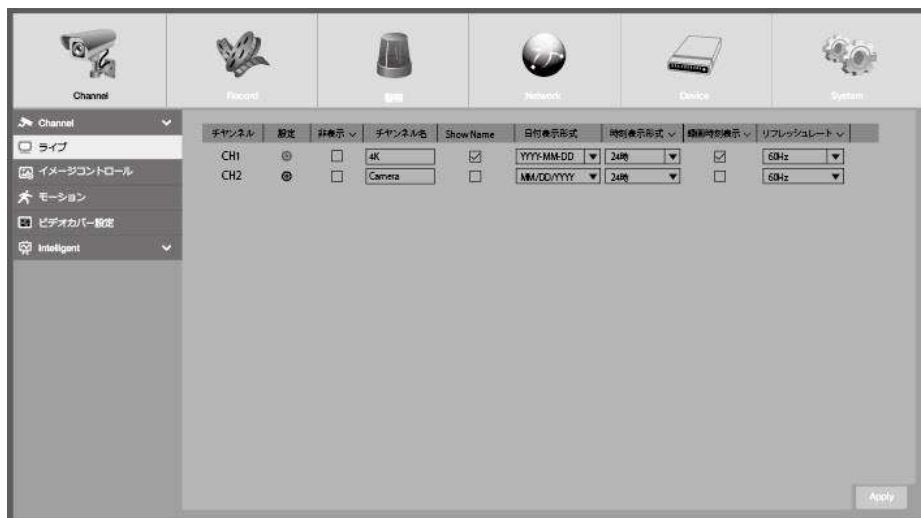 Channel
Record
Network
Device
System
Channel
ライブ
イメージコントロール
モーション
ビデオカバー設定
Intelligent
チャンネル 設定 非表示 チャンネル名 Show Name 日付表示形式 時刻表示形式 録画時刻表示 リフレッシュレート
CH1 4K YYYY-MM-DD 24時 60Hz
CH2 Camera MM/DD/YYYY 24時 60Hz
Apply